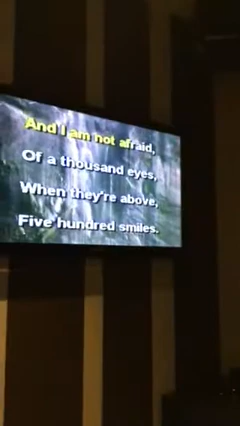 And I am not afraid,
Of a thousand eyes,
When they're above,
Five hundred smiles.